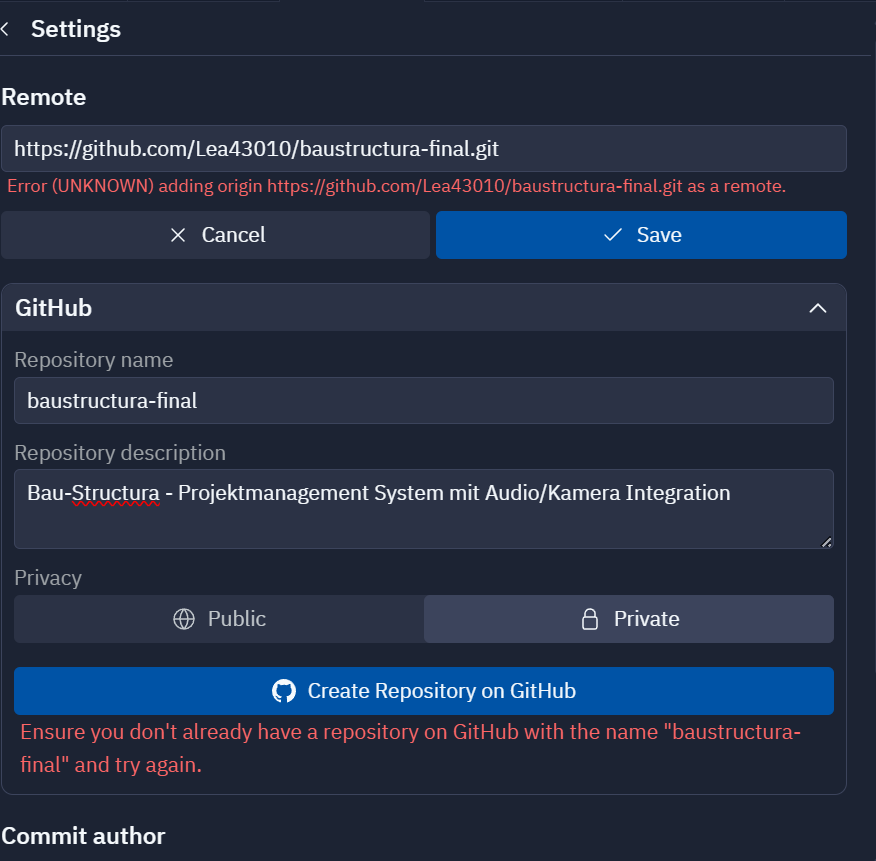 Settings
Remote
https://github.com/Lea43010/baustructura-final.git
Error (UNKNOWN) adding origin https://github.com/Lea43010/baustructura-final.git as a remote.
Cancel
Save
GitHub
Repository name
baustructura-final
Repository description
Bau-Structura - Projektmanagement System mit Audio/Kamera Integration
Privacy
Public
Private
Create Repository on GitHub
Ensure you don't already have a repository on GitHub with the name "baustructura-
final" and try again.
Commit author